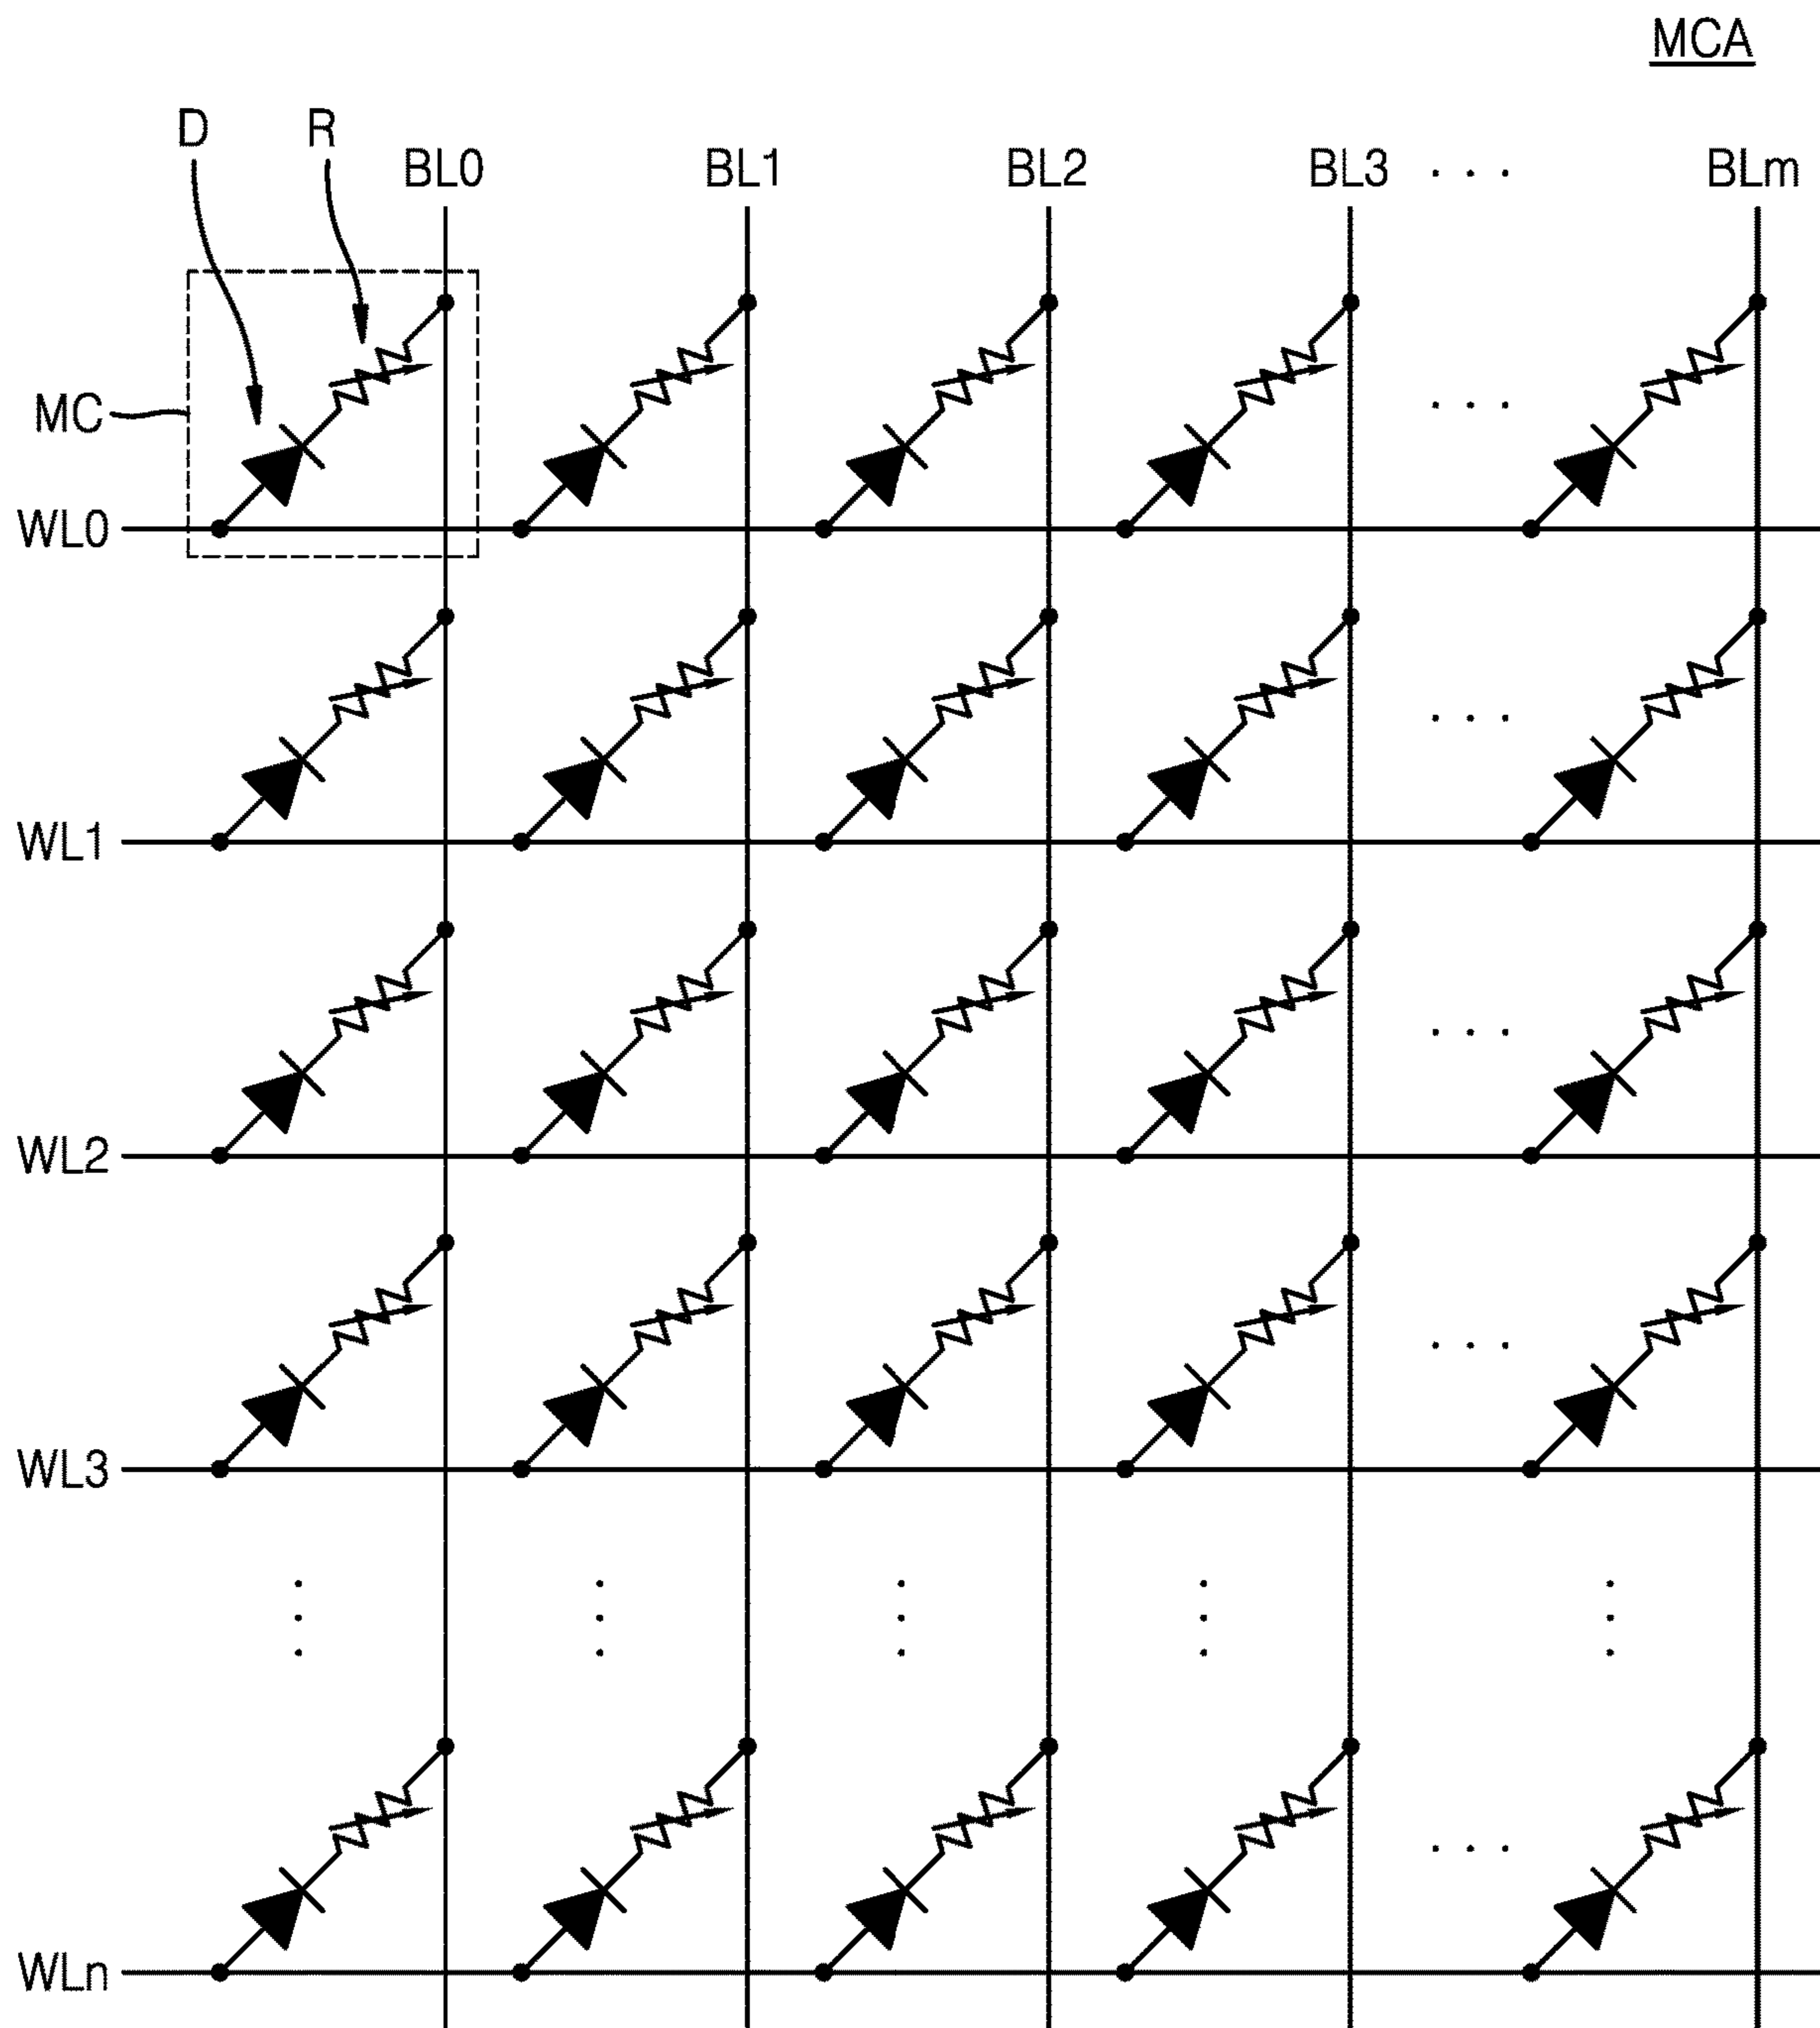 MCA
D R
BL0 BL1 BL2 BL3 . . . BLm
MC . . .
WL0
. . .
WL1
. . .
WL2
. . .
WL3
. . .
WLn